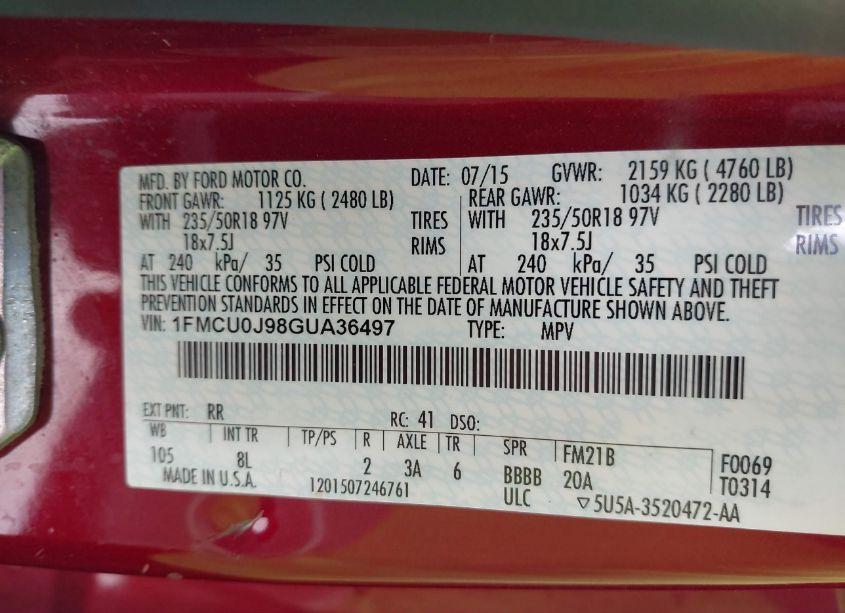 MFD. BY FORD MOTOR CO. DATE: 07/15 GVWR: 2159 KG ( 4760 LB)
FRONT GAWR: 1125 KG ( 2480 LB) REAR GAWR: 1034 KG ( 2280 LB)
WITH 235/50R18 97V TIRES WITH 235/50R18 97V TIRES
18x7.5J RIMS 18x7.5J RIMS
AT 240 kPa/ 35 PSI COLD AT 240 kPa/ 35 PSI COLD
THIS VEHICLE CONFORMS TO ALL APPLICABLE FEDERAL MOTOR VEHICLE SAFETY AND THEFT
PREVENTION STANDARDS IN EFFECT ON THE DATE OF MANUFACTURE SHOWN ABOVE.
VIN: 1FMCU0J98GUA36497 TYPE: MPV
EXT PNT: RR RC: 41 DSO:
WB INT TR TP/PS R AXLE TR SPR FM21B F0069
105 8L 2 3A 6 BBBB 20A T0314
MADE IN U.S.A. 1201507246761 ULC ▽5U5A-3520472-AA